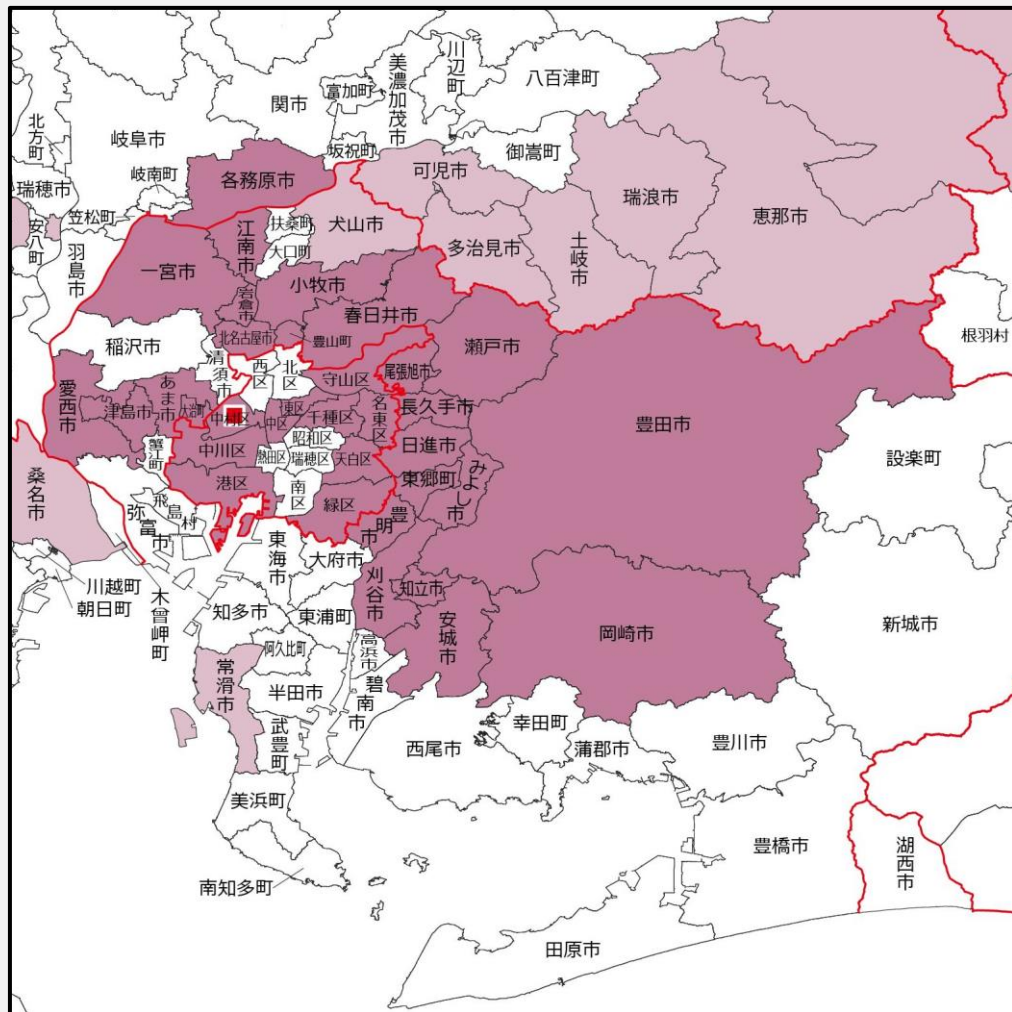 川辺町
美濃加茂市
八百津町
富加町
関市
北方町
岐阜市
坂祝町
御嵩町
岐南町
可児市
各務原市
瑞穂市
瑞浪市
笠松町
扶桑町
犬山市
恵那市
安八町
江南市
多治見市
土岐市
羽島市
大口町
一宮市
小牧市
岩倉市
春日井市
根羽村
北名古屋市
豊山町
瀬戸市
稲沢市
清須市
西区
北区
守山区
尾張旭市
愛西市
あま市
津島市
大治町
中村区
東区
中区
千種区
名東区
長久手市
豊田市
昭和区
日進市
蟹江町
中川区
熱田区
瑞穂区
天白区
みよし市
設楽町
東郷町
港区
南区
桑名市
緑区
飛島村
弥富市
豊明市
東海市
大府市
刈谷市
知立市
川越町
朝日町
木曾岬町
知多市
東浦町
安城市
岡崎市
新城市
阿久比町
高浜市
常滑市
半田市
碧南市
武豊町
西尾市
幸田町
蒲郡市
豊川市
美浜町
豊橋市
湖西市
南知多町
田原市